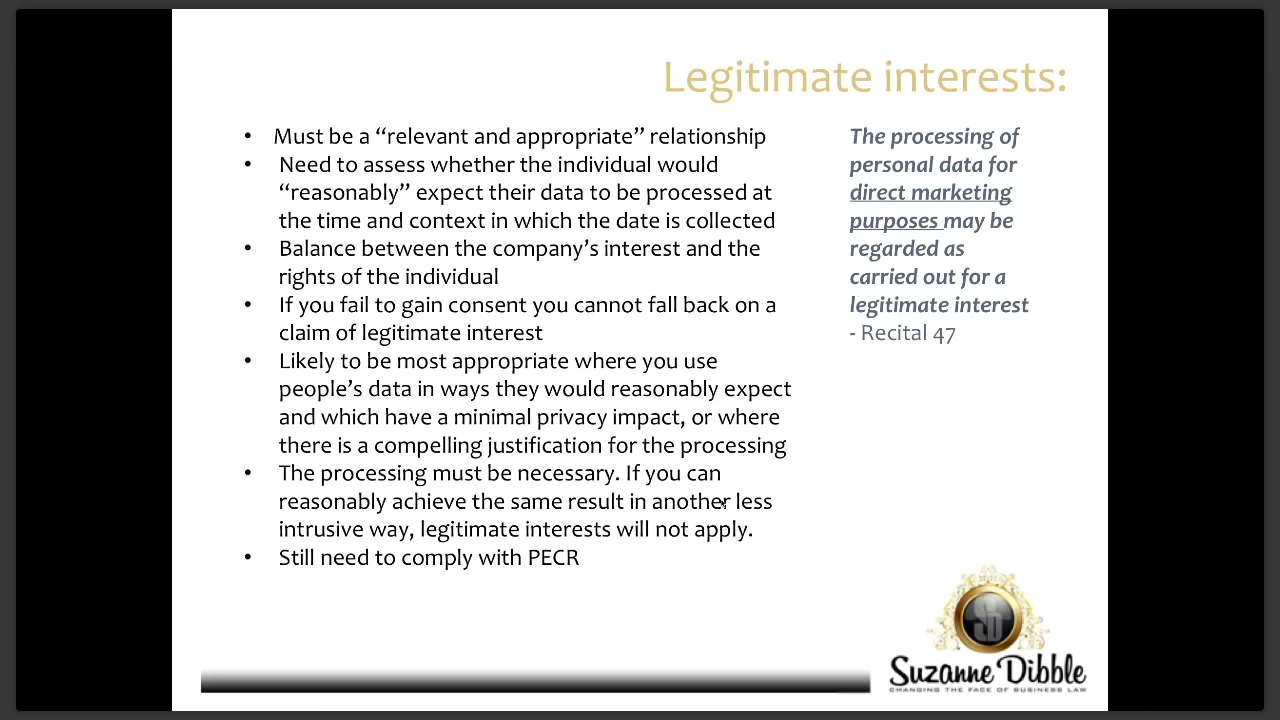 Legitimate interests:
• Must be a “relevant and appropriate” relationship
• Need to assess whether the individual would
“reasonably” expect their data to be processed at
the time and context in which the date is collected
• Balance between the company’s interest and the
rights of the individual
• If you fail to gain consent you cannot fall back on a
claim of legitimate interest
• Likely to be most appropriate where you use
people’s data in ways they would reasonably expect
and which have a minimal privacy impact, or where
there is a compelling justification for the processing
• The processing must be necessary. If you can
reasonably achieve the same result in another less
intrusive way, legitimate interests will not apply.
• Still need to comply with PECR
The processing of
personal data for
direct marketing
purposes may be
regarded as
carried out for a
legitimate interest
- Recital 47
SD
Suzanne Dibble
CHANGING THE FACE OF BUSINESS LAW